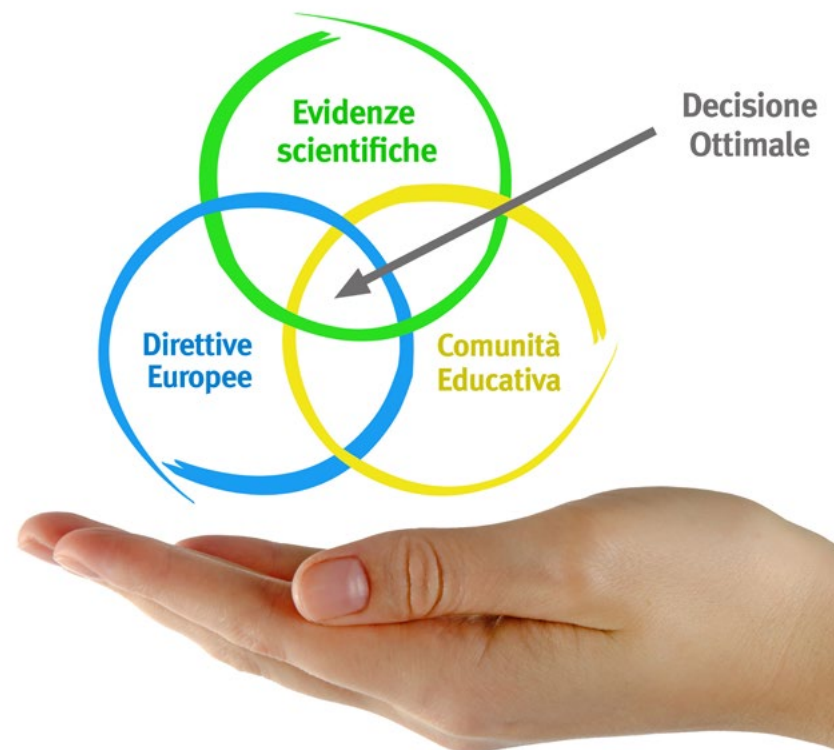 Evidenze
scientifiche
Decisione
Ottimale
Direttive
Europee
Comunità
Educativa